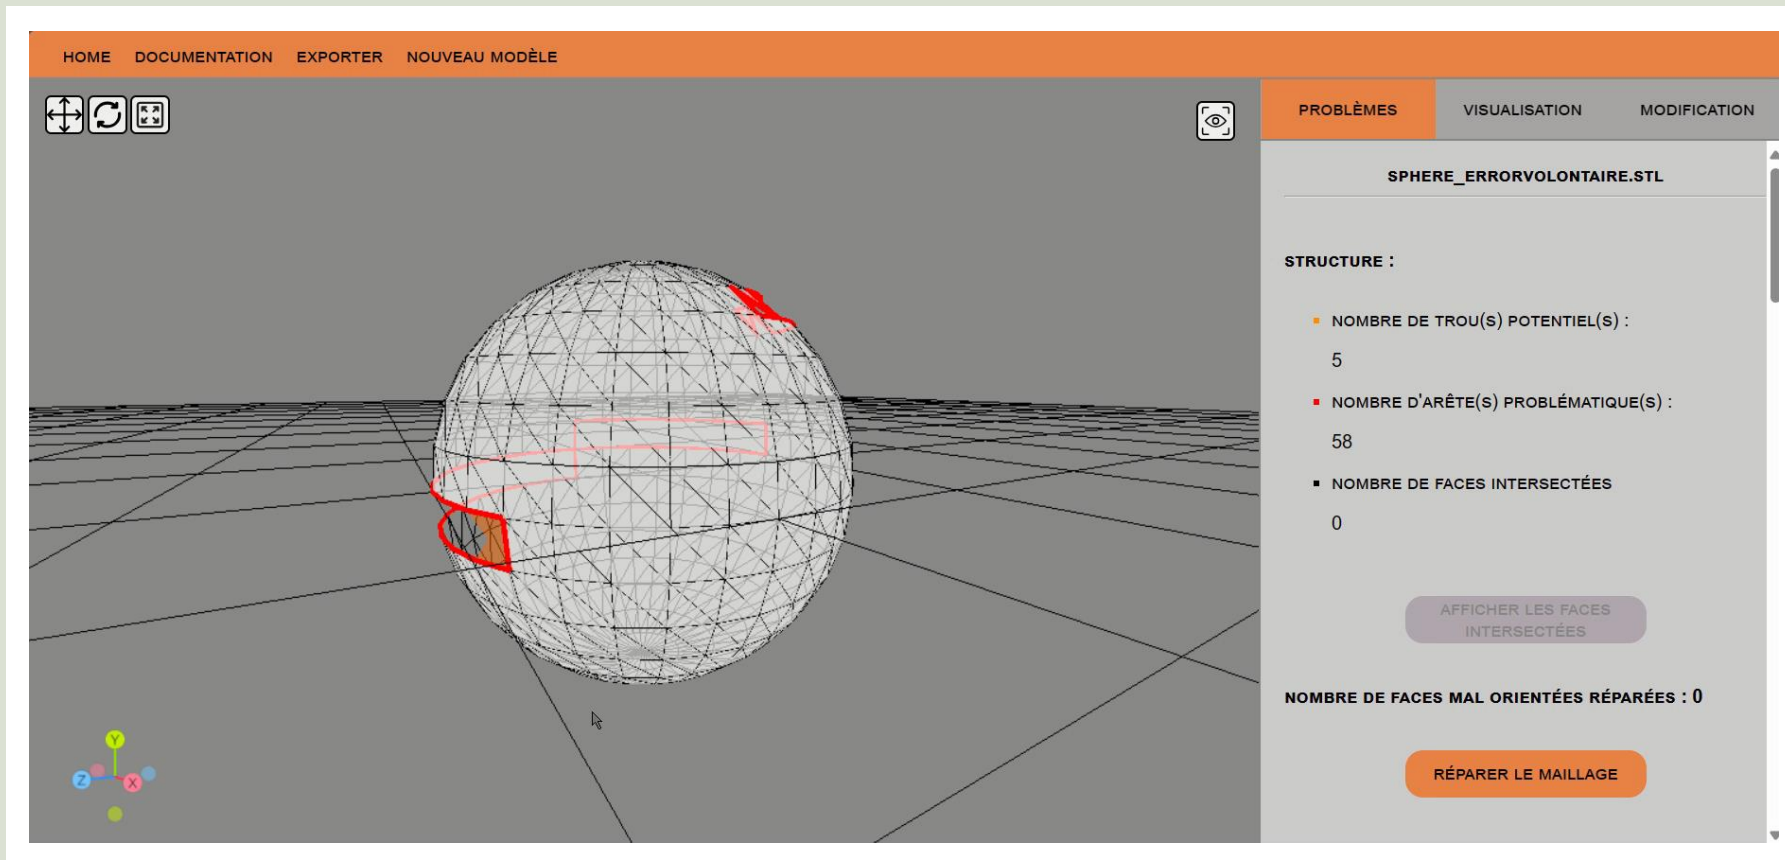 HOME DOCUMENTATION EXPORTER NOUVEAU MODÈLE
PROBLÈMES VISUALISATION MODIFICATION
SPHERE_ERRORVOLONTAIRE.STL
STRUCTURE :
NOMBRE DE TROU(S) POTENTIEL(S) :
5
NOMBRE D'ARÊTE(S) PROBLÉMATIQUE(S) :
58
NOMBRE DE FACES INTERSECTÉES
0
AFFICHER LES FACES
INTERSECTÉES
NOMBRE DE FACES MAL ORIENTÉES RÉPARÉES : 0
RÉPARER LE MAILLAGE
Y
Z
X